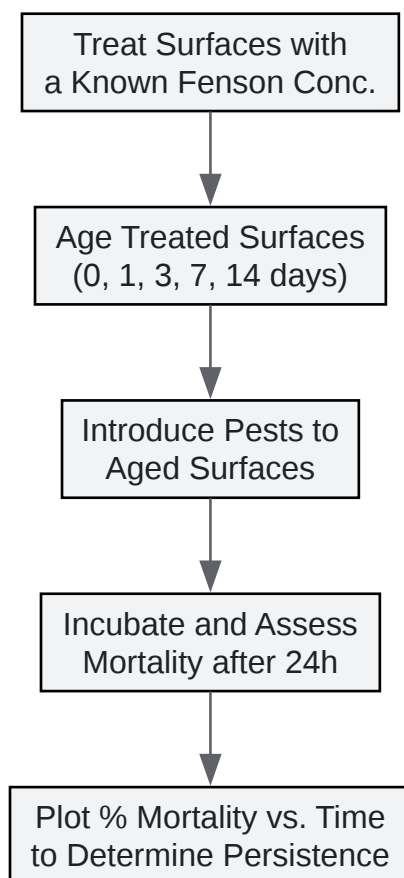 Treat Surfaces with
a Known Fenson Conc.
Age Treated Surfaces
(0, 1, 3, 7, 14 days)
Introduce Pests to
Aged Surfaces
Incubate and Assess
Mortality after 24h
Plot % Mortality vs. Time
to Determine Persistence